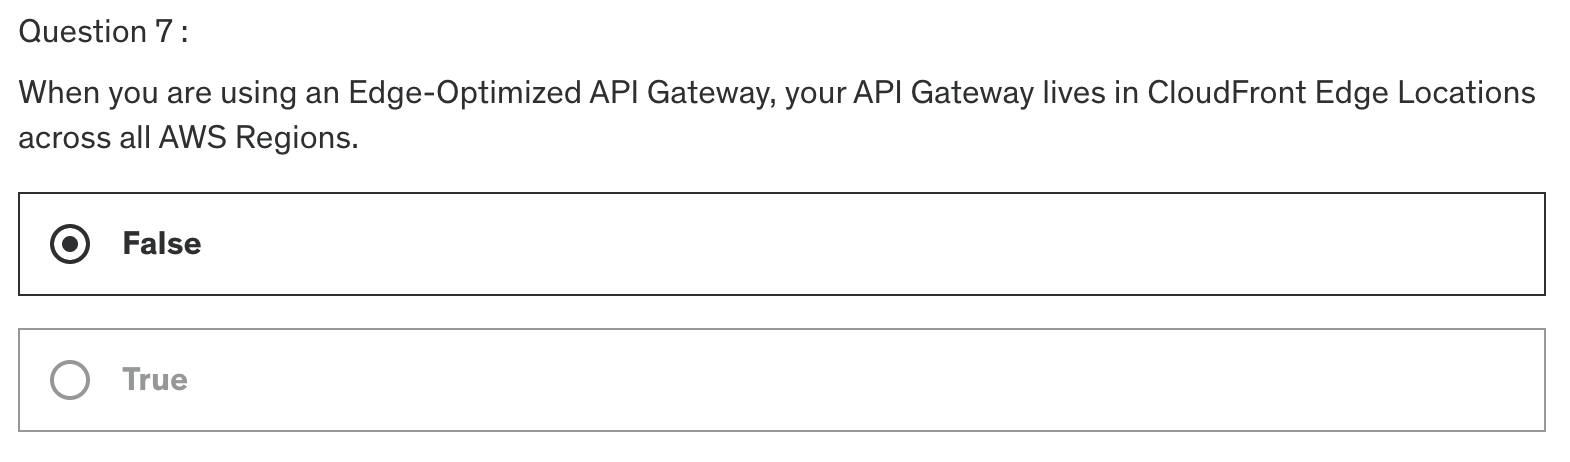 Question 7 :
When you are using an Edge-Optimized API Gateway, your API Gateway lives in CloudFront Edge Locations
across all AWS Regions.
False
True